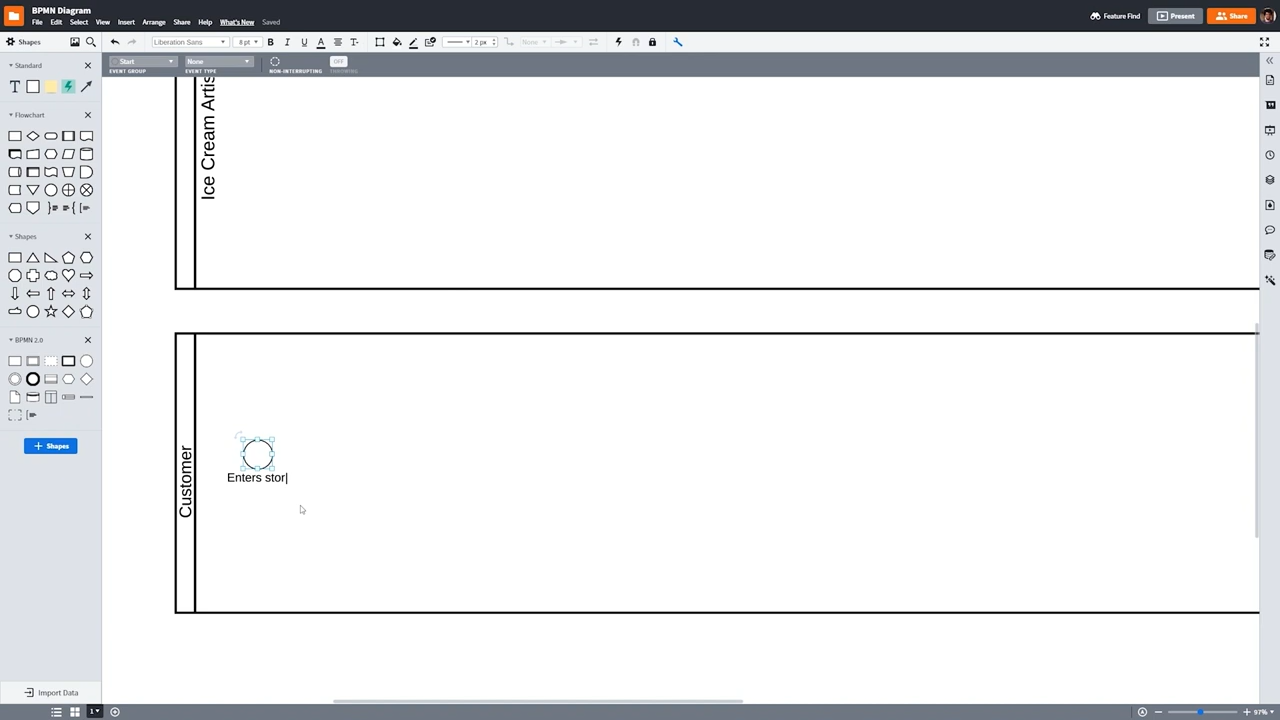 BPMN Diagram
File Edit Select View Insert Arrange Share Help What's New Saved
Feature Find
Present
Share
Shapes
Liberation Sans
8 pt
2 px
None
Start
EVENT GROUP
None
EVENT TYPE
NON-INTERRUPTING
OFF
THROWING
Standard
Flowchart
Shapes
BPMN 2.0
+ Shapes
Import Data
Ice Cream Artis
Customer
Enters stor
1
97%